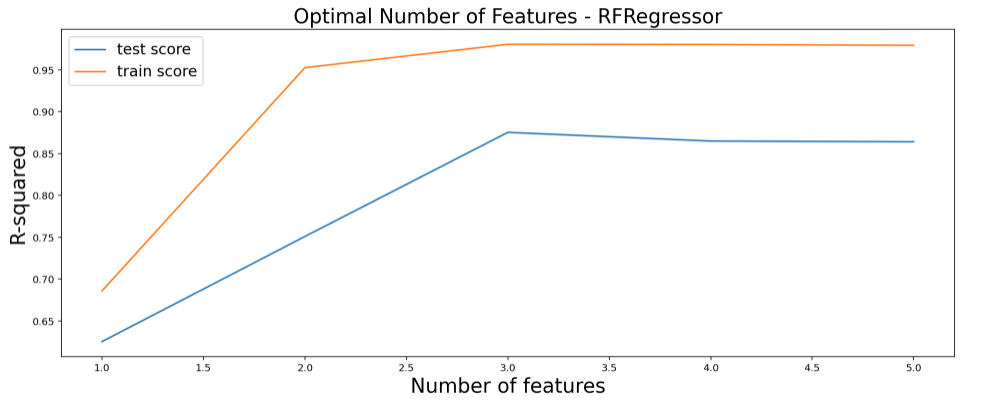 Optimal Number of Features - RFRegressor
test score
train score
R-squared
0.95
0.90
0.85
0.80
0.75
0.70
0.65
1.0 1.5 2.0 2.5 3.0 3.5 4.0 4.5 5.0
Number of features